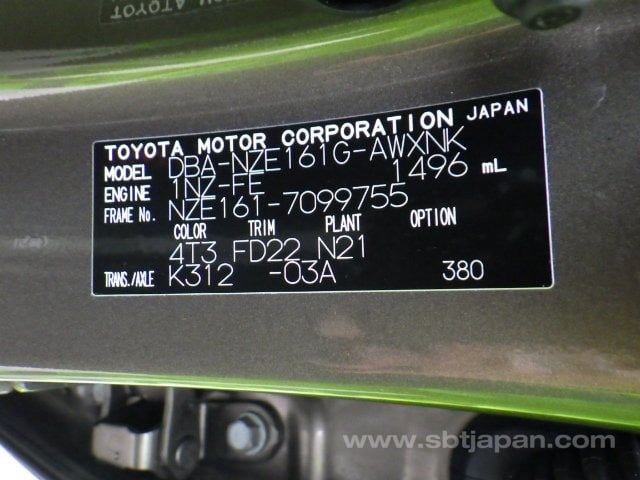 TOYOTA MOTOR CORPORATION JAPAN
MODEL DBA-NZE161G-AWXNK
ENGINE 1NZ-FE 1496 mL
FRAME No. NZE161-7099755
COLOR TRIM PLANT OPTION
4T3 FD22 N21
TRANS./AXLE K312 -03A 380
www.sbtjapan.com